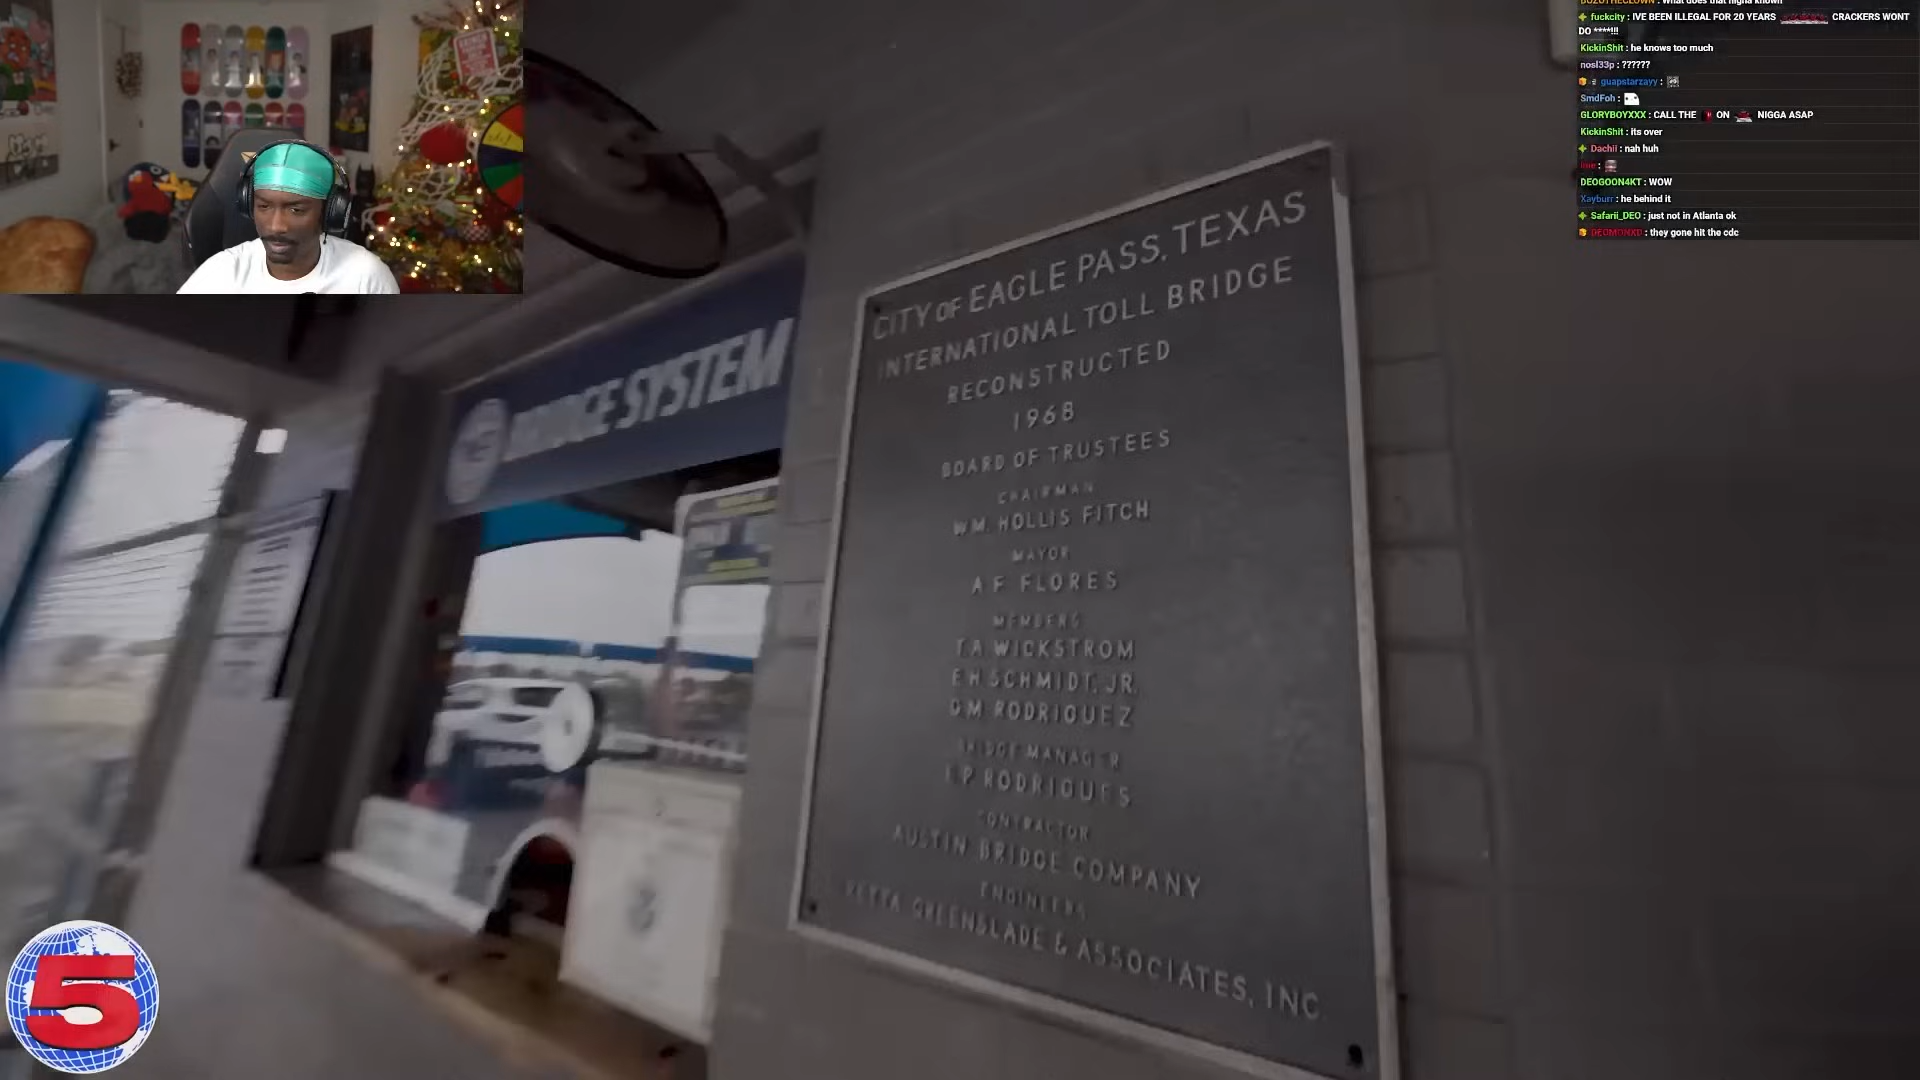 CITY OF EAGLE PASS, TEXAS
INTERNATIONAL TOLL BRIDGE
RECONSTRUCTED
1968
BOARD OF TRUSTEES
CHAIRMAN
WM. HOLLIS FITCH
MAYOR
A F FLORES
MEMBERS
WICKSTROM
E H SCHMIDT, JR.
RODRIGUEZ
BRIDGE MANAGER
RODRIGUES
CONTRACTOR
AUSTIN BRIDGE COMPANY
ENGINEERS
GREENSLADE & ASSOCIATES, INC.
BRIDGE SYSTEM
5
fuckcity : IVE BEEN ILLEGAL FOR 20 YEARS CRACKERS WONT
DO ****!!!
KickinShit : he knows too much
nosl33p : ??????
guapstarzavy :
SmdFoh :
GLORYBOYXXX : CALL THE ON NIGGA ASAP
KickinShit : its over
Dachii : nah huh
DEOGOON4KT : WOW
Xayburr : he behind it
Safarii_DEO : just not in Atlanta ok
: they gone hit the cdc